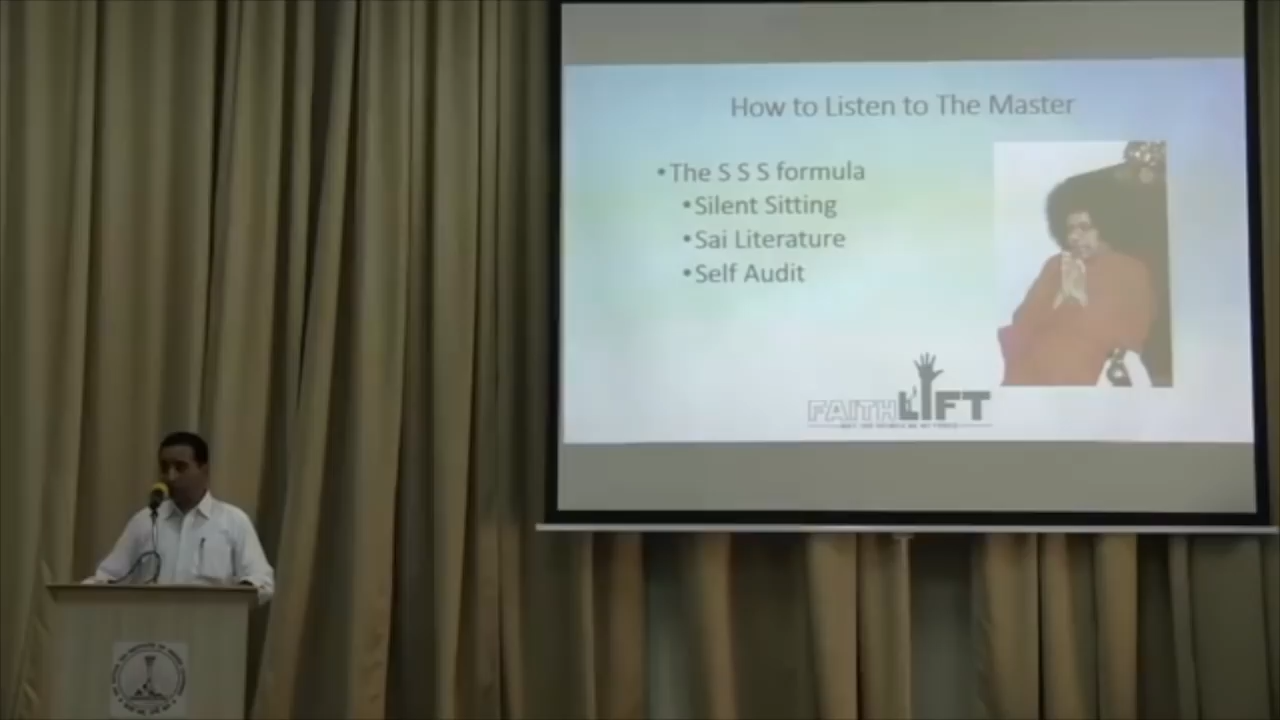 How to Listen to The Master
•The S S S formula
•Silent Sitting
•Sai Literature
•Self Audit
FAITHLIFT